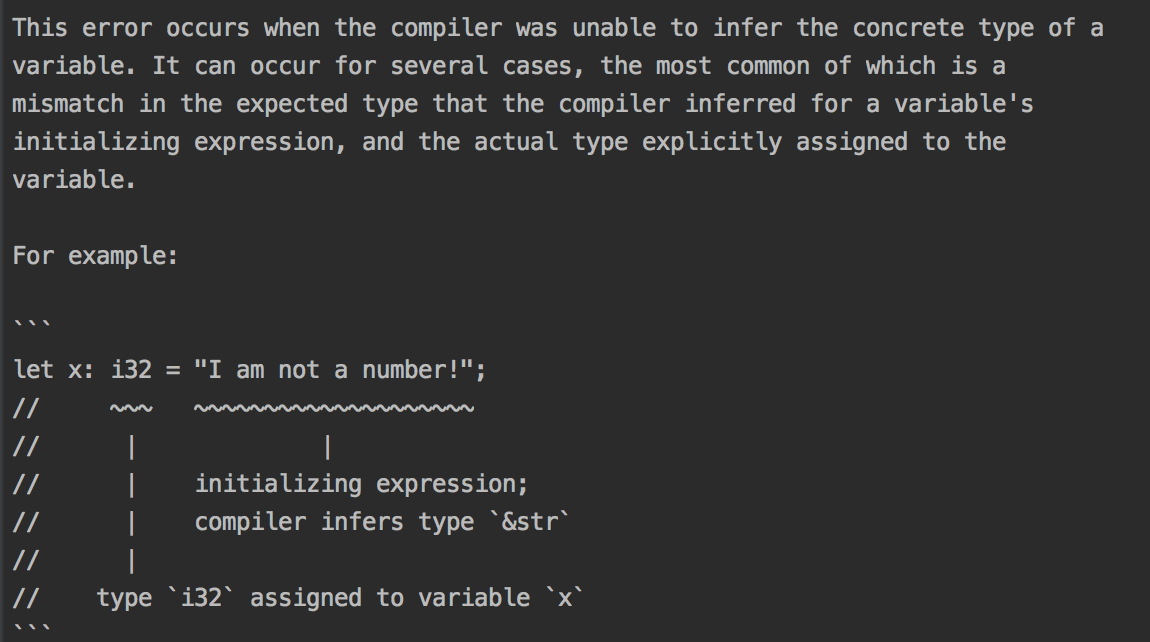 This error occurs when the compiler was unable to infer the concrete type of a
variable. It can occur for several cases, the most common of which is a
mismatch in the expected type that the compiler inferred for a variable's
initializing expression, and the actual type explicitly assigned to the
variable.

For example:

```
let x: i32 = "I am not a number!";
//     ~~~   ~~~~~~~~~~~~~~~~~~~~
//      |             |
//      |    initializing expression;
//      |    compiler infers type `&str`
//      |
//    type `i32` assigned to variable `x`
```